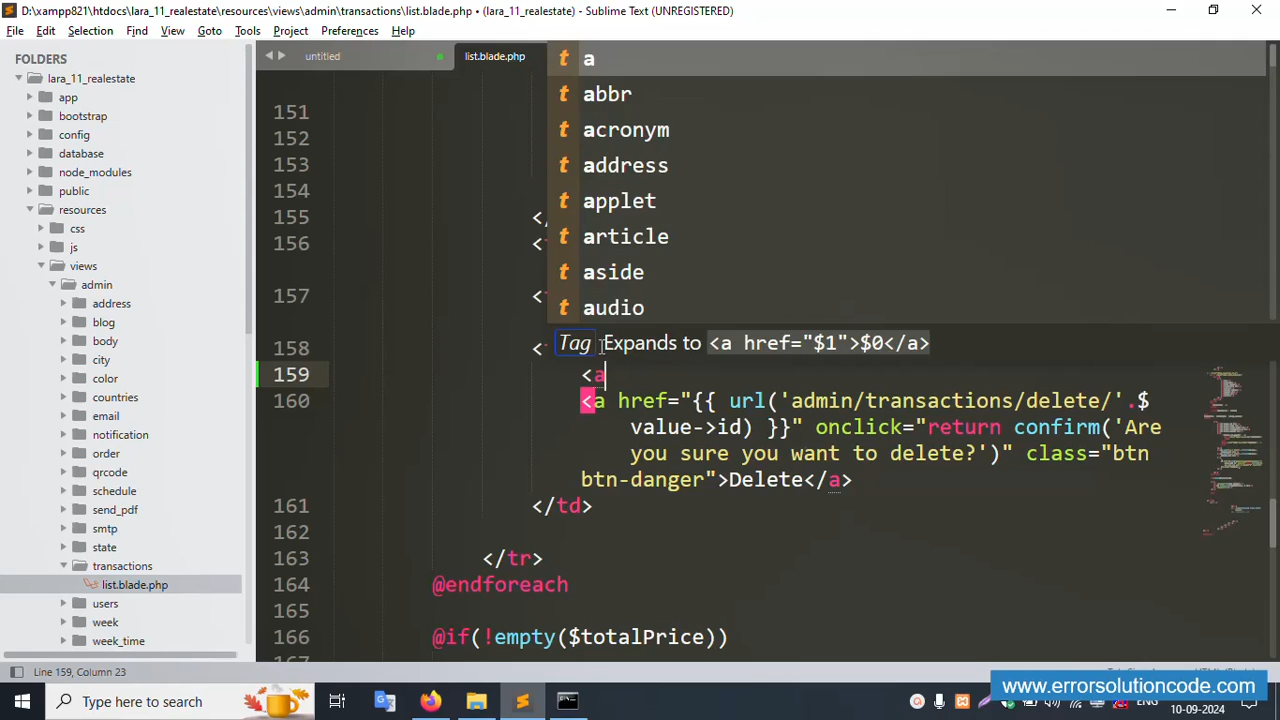 D:\xampp821\htdocs\lara_11_realestate\resources\views\admin\transactions\list.blade.php • (lara_11_realestate) - Sublime Text (UNREGISTERED)
File Edit Selection Find View Goto Tools Project Preferences Help
FOLDERS
lara_11_realestate
app
bootstrap
config
database
node_modules
public
resources
css
js
views
admin
address
blog
body
city
color
countries
email
notification
order
qrcode
schedule
send_pdf
smtp
state
transactions
list.blade.php
users
week
week_time
untitled
list.blade.php
a
abbr
acronym
address
applet
article
aside
audio
Tag Expands to <a href="$1">$0</a>
151
152
153
154
155 </
156 <
157 <
158 <
159 <a
160 <a href="{{ url('admin/transactions/delete/'.$
value->id) }}" onclick="return confirm('Are
you sure you want to delete?')" class="btn
btn-danger">Delete</a>
161 </td>
162
163 </tr>
164 @endforeach
165
166 @if(!empty($totalPrice))
Line 159, Column 23
Type here to search
ENG
10-09-2024
www.errorsolutioncode.com